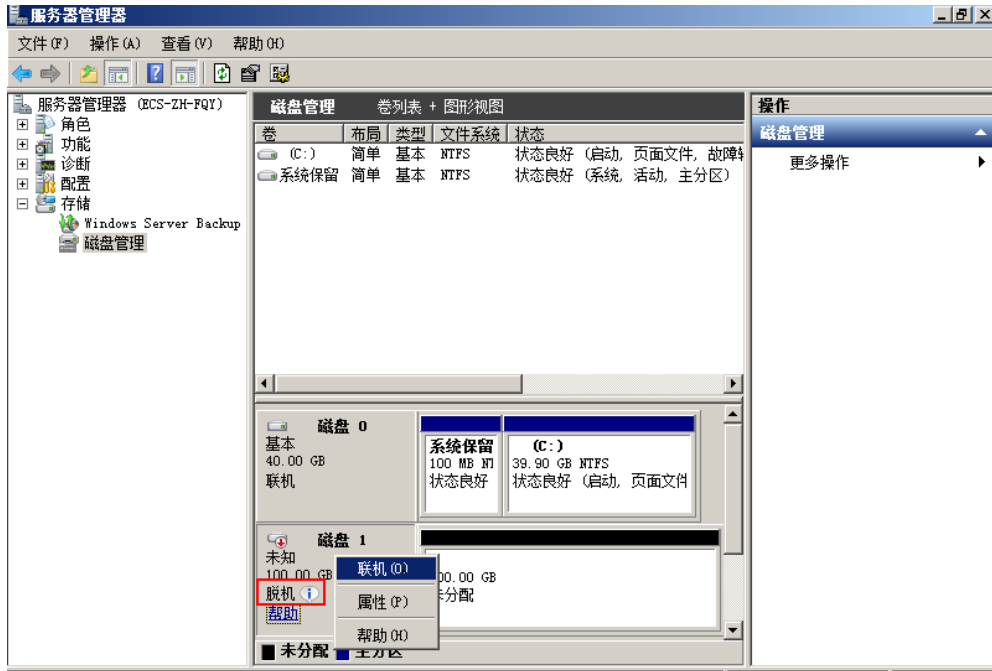 服务器管理器
文件(F) 操作(A) 查看(V) 帮助(H)
服务器管理器 (ECS-ZH-FQY)
角色
功能
诊断
配置
存储
Windows Server Backup
磁盘管理
磁盘管理 卷列表 + 图形视图
卷 布局 类型 文件系统 状态
(C:) 简单 基本 NTFS 状态良好 (启动, 页面文件, 故障转
系统保留 简单 基本 NTFS 状态良好 (系统, 活动, 主分区)
磁盘 0
基本
40.00 GB
联机
系统保留
100 MB NT
状态良好
(C:)
39.90 GB NTFS
状态良好 (启动, 页面文件
磁盘 1
未知
100.00 GB
脱机
帮助
00.00 GB
未分配
联机(O)
属性(P)
帮助(H)
未分配 主分区
操作
磁盘管理
更多操作